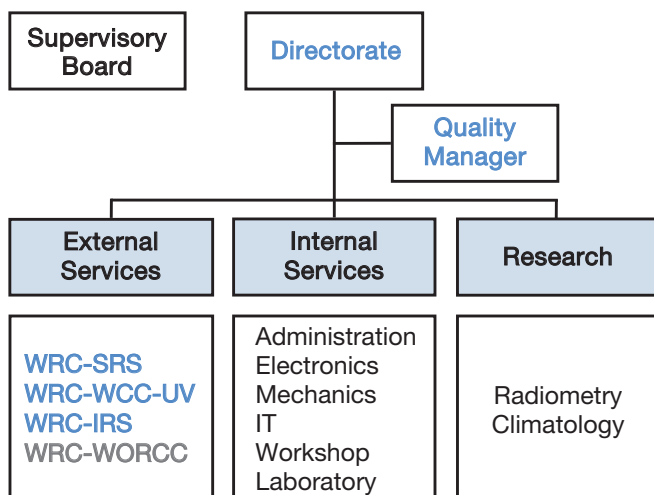 Supervisory
Board
Directorate
Quality
Manager
External
Services
Internal
Services
Research
WRC-SRS
WRC-WCC-UV
WRC-IRS
WRC-WORCC
Administration
Electronics
Mechanics
IT
Workshop
Laboratory
Radiometry
Climatology